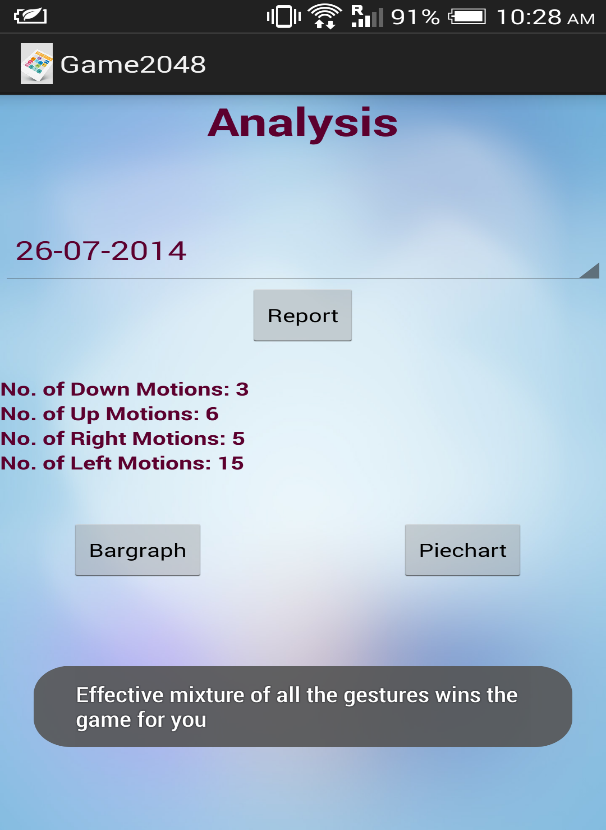 R 91% 10:28 AM
Game2048
Analysis
26-07-2014
Report
No. of Down Motions: 3
No. of Up Motions: 6
No. of Right Motions: 5
No. of Left Motions: 15
Bargraph Piechart
Effective mixture of all the gestures wins the
game for you